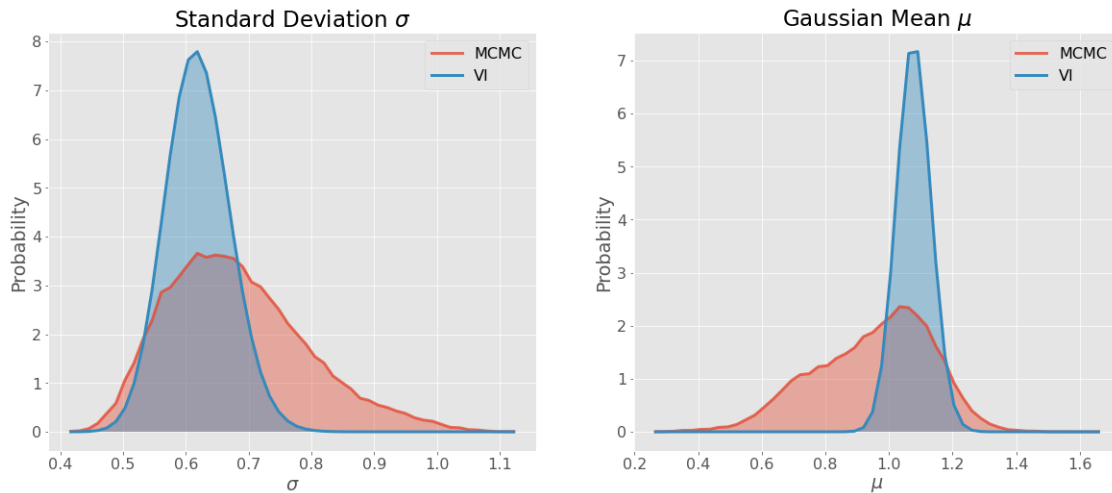 Standard Deviation σ
8
7
6
5
4
3
2
1
0
Probability
0.4 0.5 0.6 0.7 0.8 0.9 1.0 1.1
σ
MCMC
VI
Gaussian Mean μ
7
6
5
4
3
2
1
0
Probability
0.2 0.4 0.6 0.8 1.0 1.2 1.4 1.6
μ
MCMC
VI